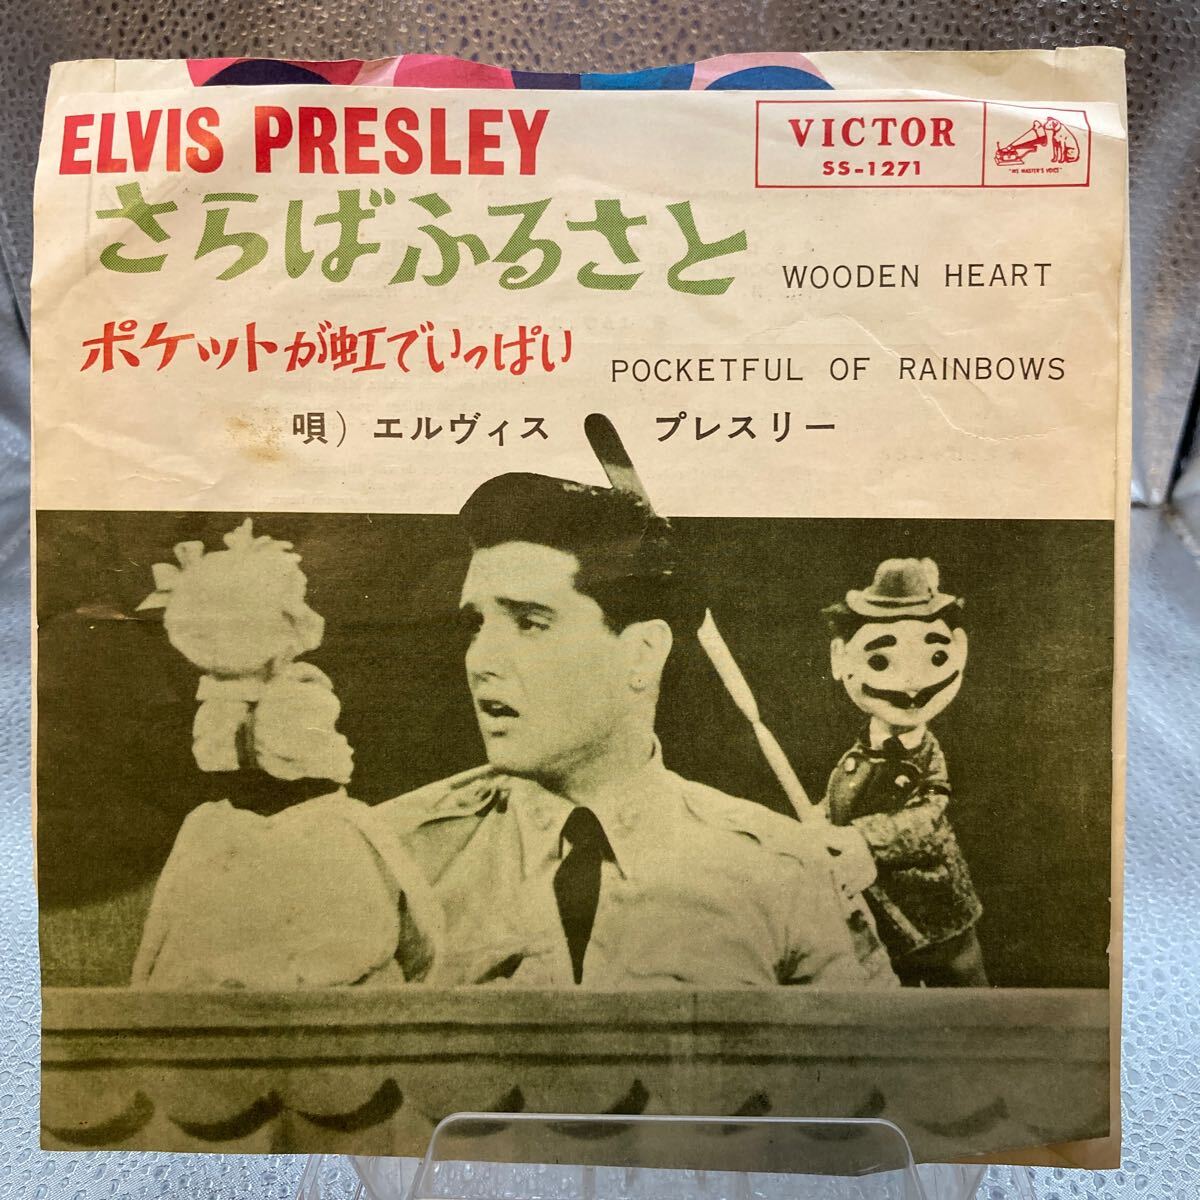 ELVIS PRESLEY
VICTOR
SS-1271
"HIS MASTER'S VOICE"
さらばふるさと
WOODEN HEART
ポケットが虹でいっぱい
POCKETFUL OF RAINBOWS
唄) エルヴィス プレスリー